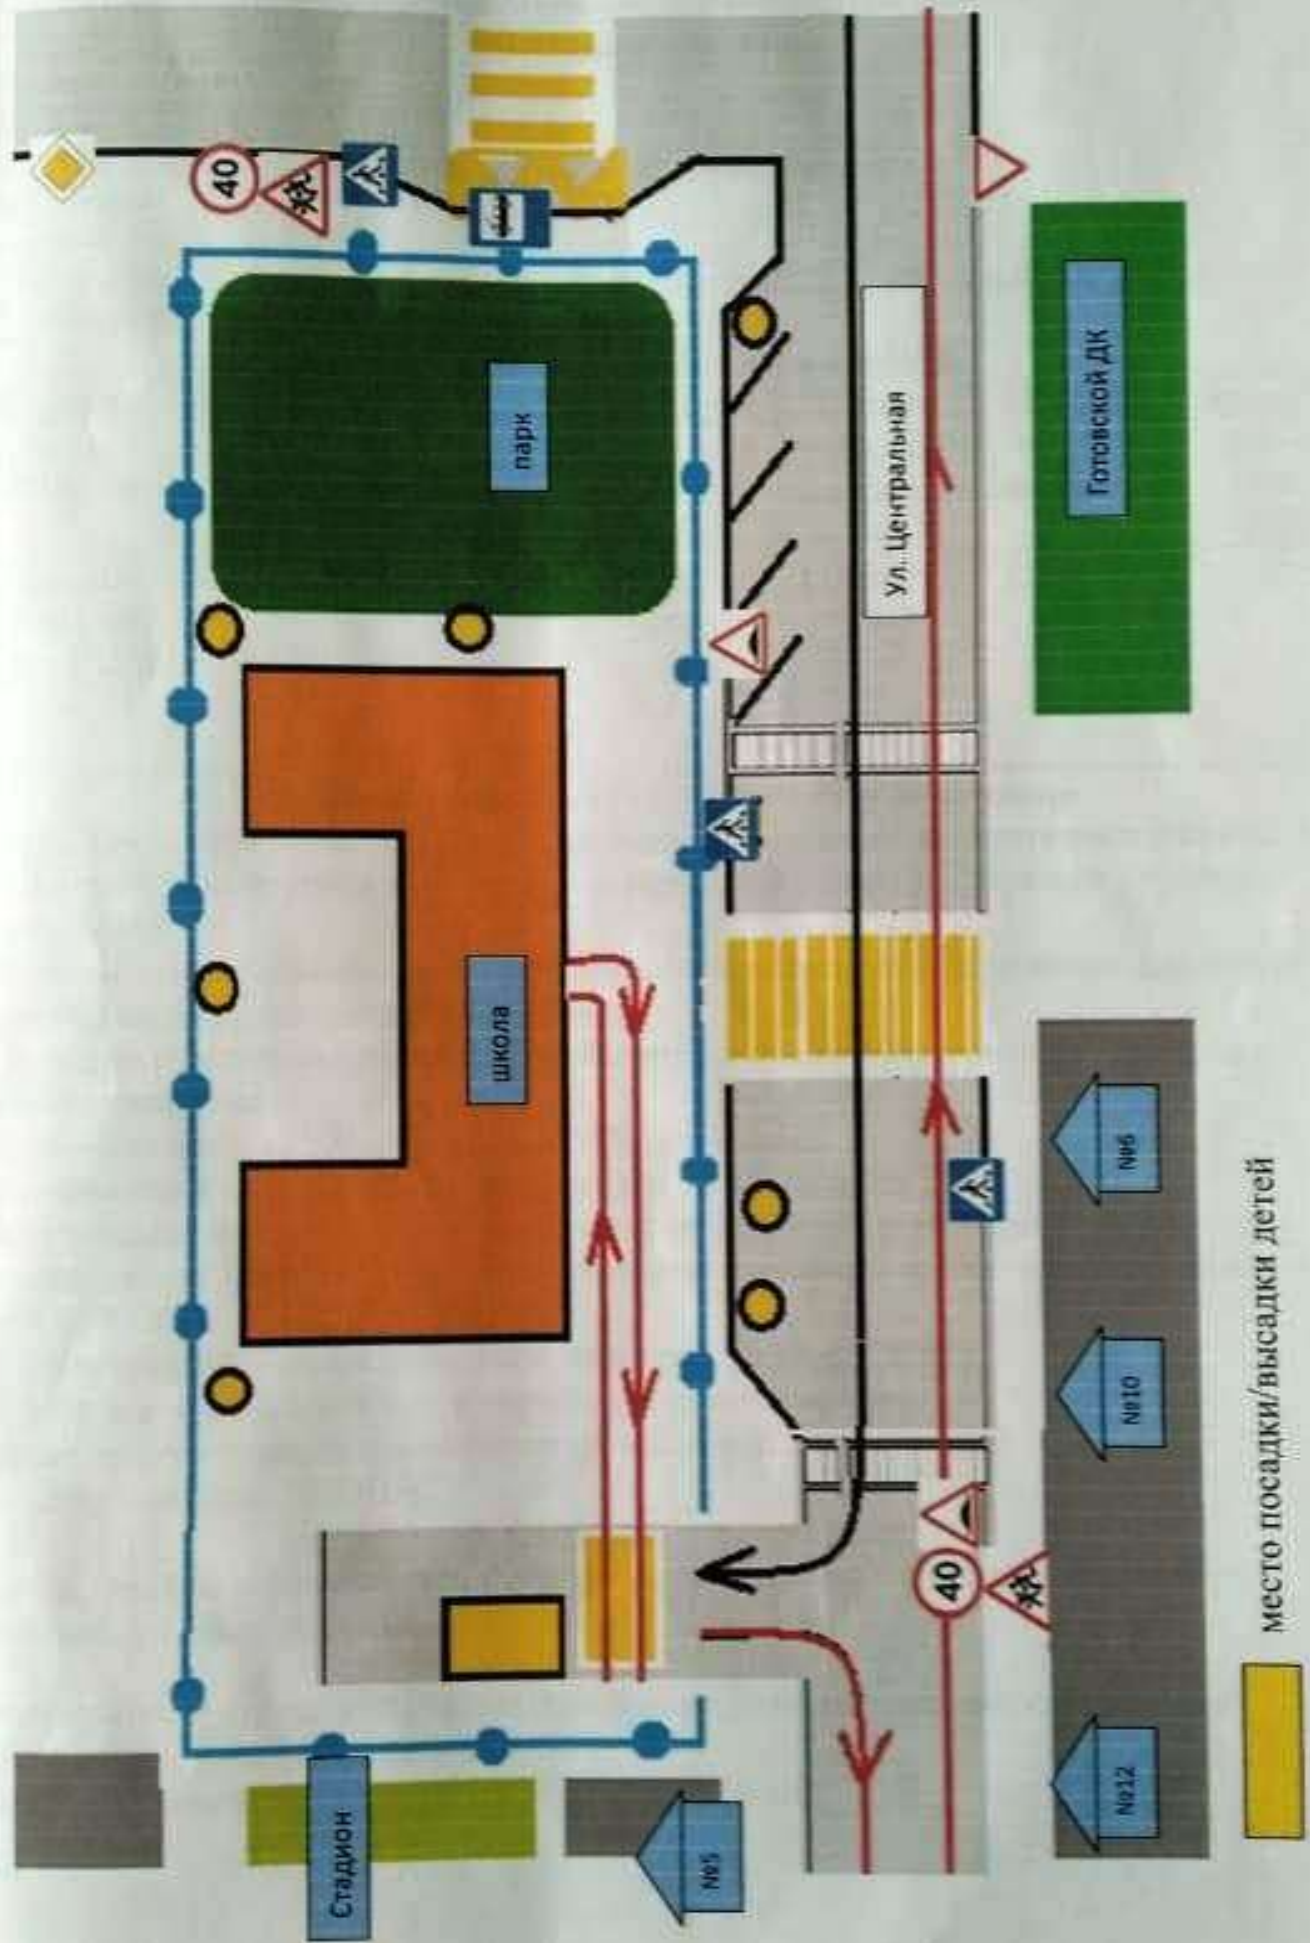 40
парк
Ул..Центральная
Готовской ДК
школа
№6
№10
№12
40
Стадион
№5
место посадки/высадки детей